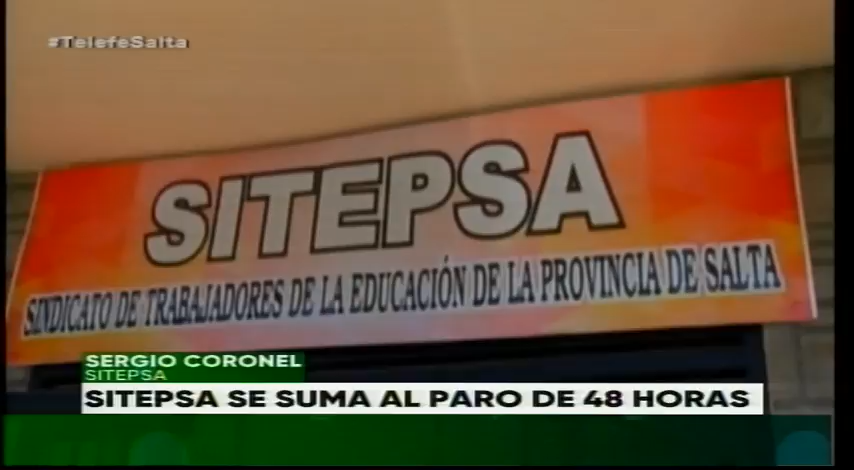 #TelefeSalta
SITEPSA
SINDICATO DE TRABAJADORES DE LA EDUCACIÓN DE LA PROVINCIA DE SALTA
SERGIO CORONEL
SITEPSA
SITEPSA SE SUMA AL PARO DE 48 HORAS